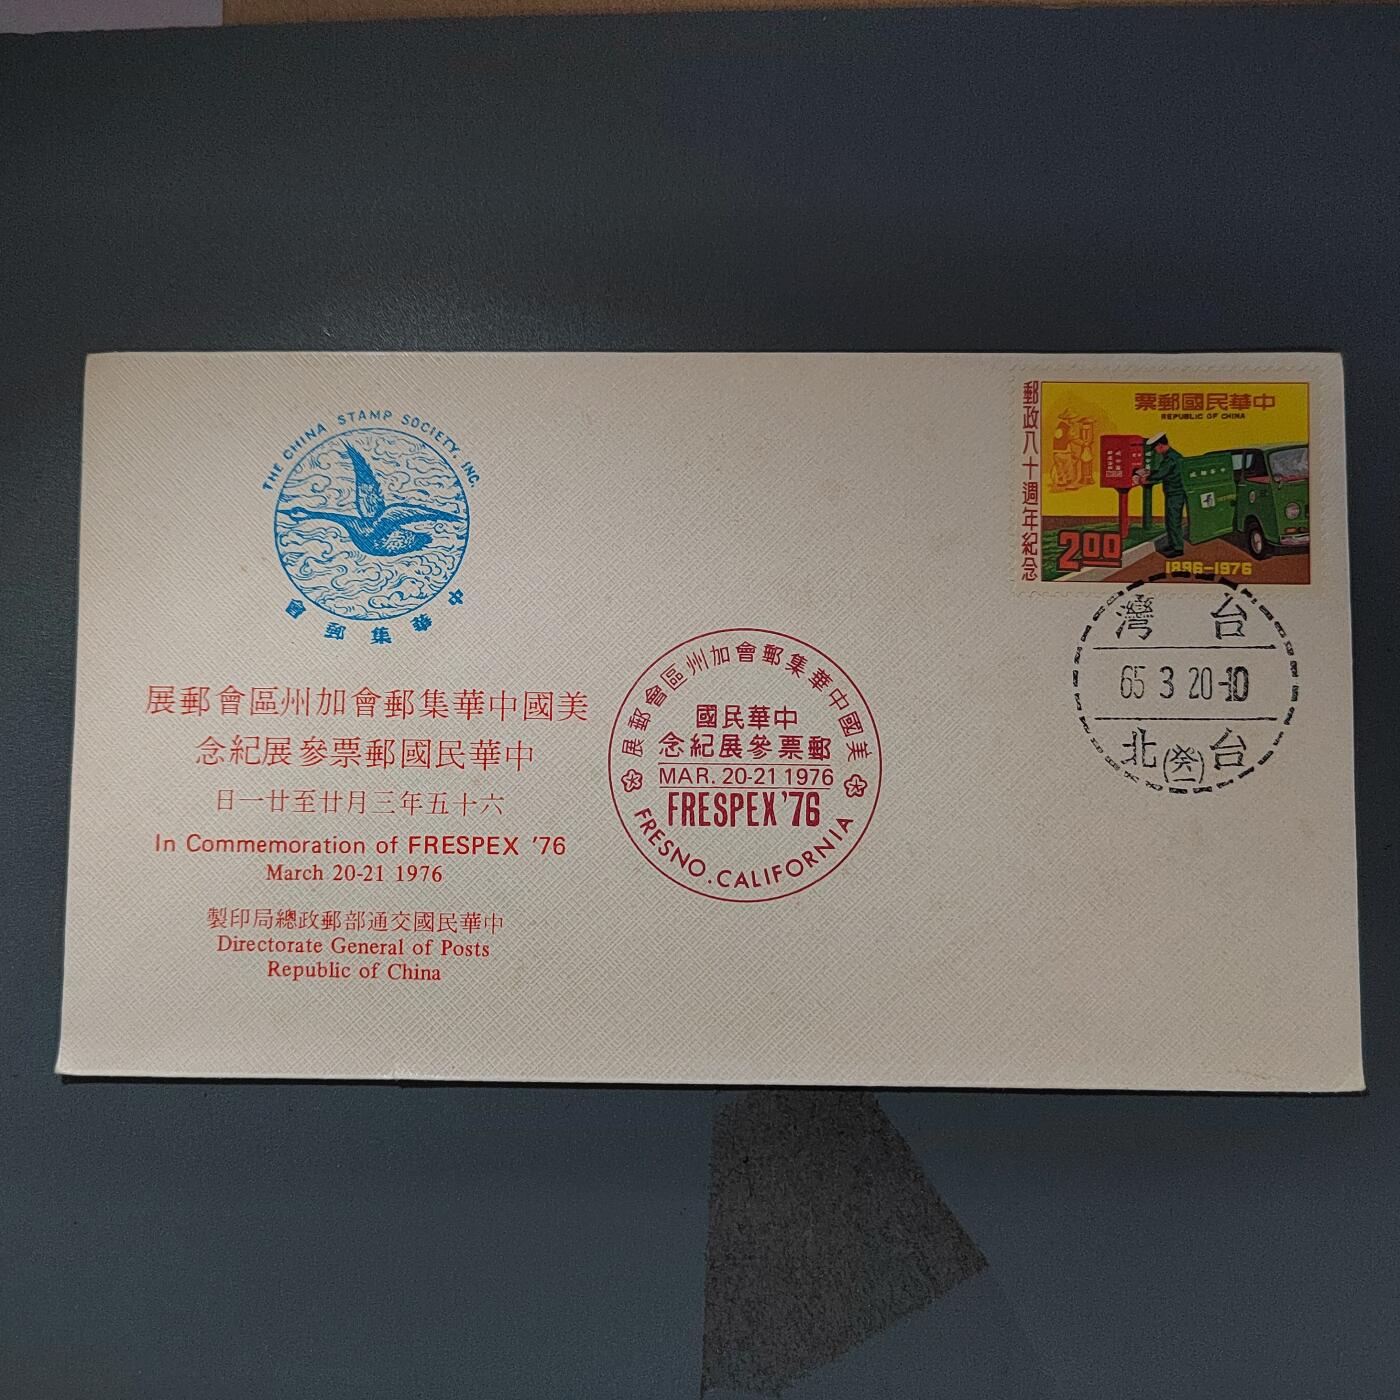 THE CHINA STAMP SOCIETY, INC.
中華集郵會
美國中華集郵會加州區會郵展
中華民國郵票參展紀念
六十五年三月廿至廿一日
In Commemoration of FRESPEX '76
March 20-21 1976
中華民國交通部郵政總局印製
Directorate General of Posts
Republic of China
美國中華集郵會加州區會郵展
中華民國
郵票參展紀念
MAR. 20-21 1976
FRESPEX '76
FRESNO. CALIFORNIA
郵政八十週年紀念
中華民國郵票
REPUBLIC OF CHINA
2.00
1896-1976
台灣
65 3 20-10
台北
(癸一)